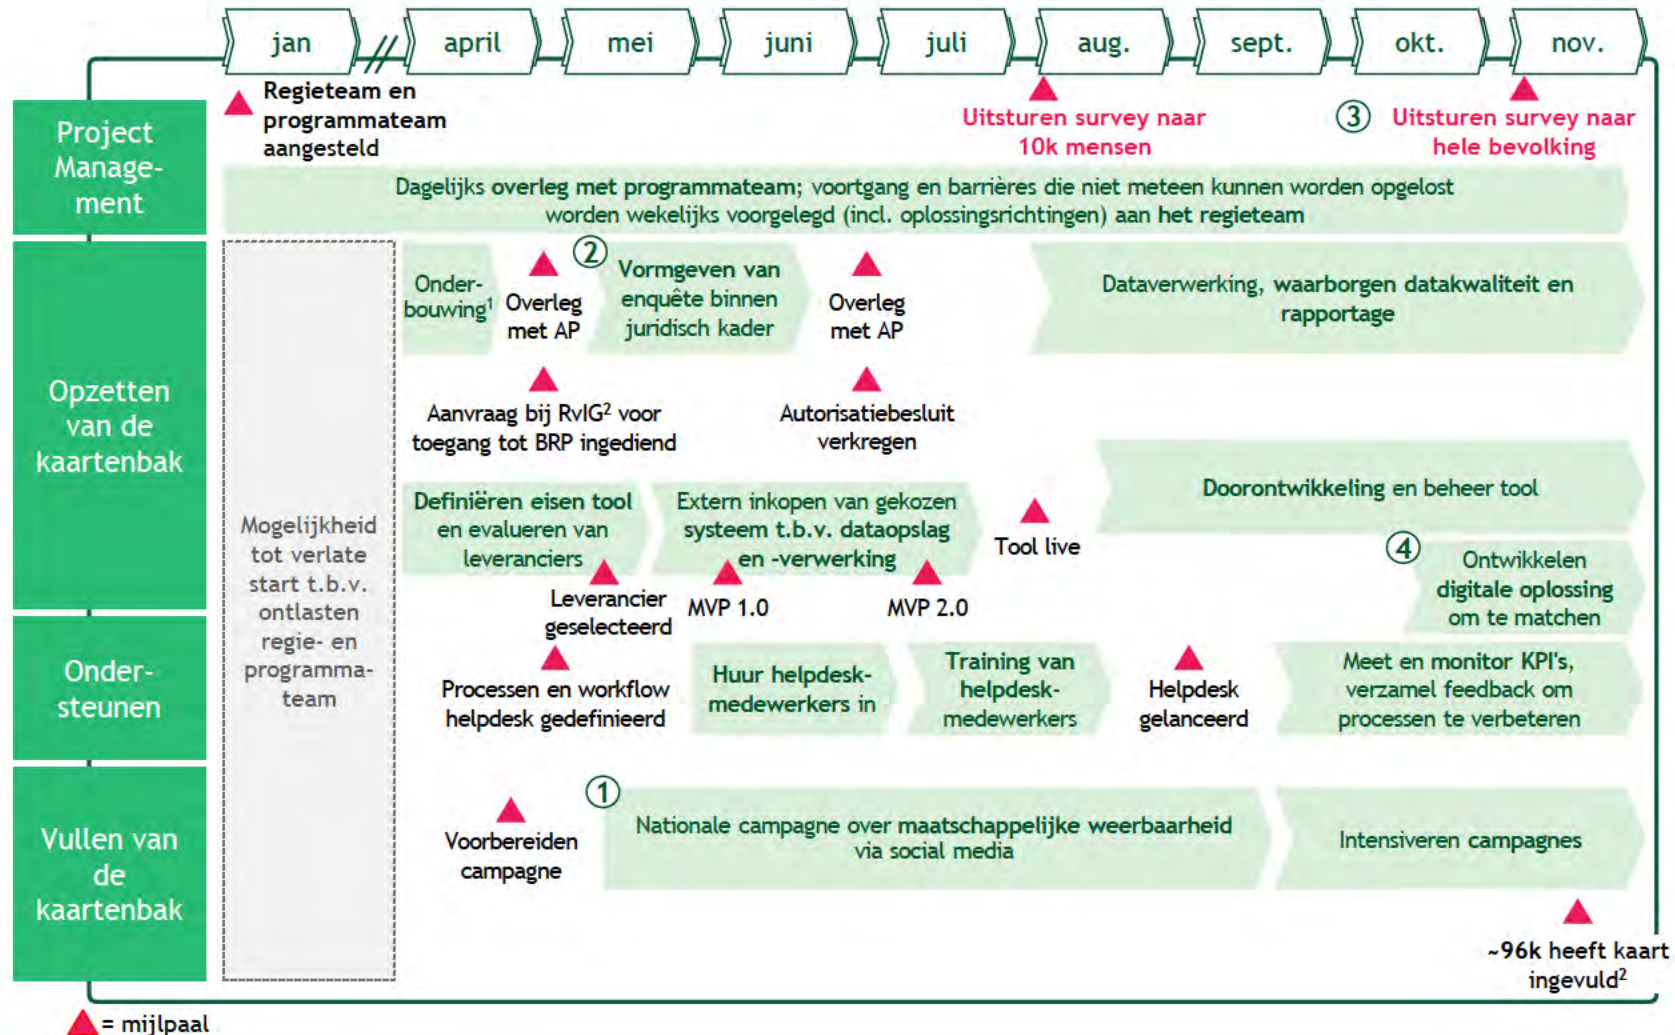 jan
april
mei
juni
juli
aug.
sept.
okt.
nov.
Project
Manage-
ment
Regieteam en
programmateam
aangesteld
Uitsturen survey naar
10k mensen
③
Uitsturen survey naar
hele bevolking
Dagelijks overleg met programmateam; voortgang en barrières die niet meteen kunnen worden opgelost
worden wekelijks voorgelegd (incl. oplossingsrichtingen) aan het regieteam
Opzetten
van de
kaartenbak
Mogelijkheid
tot verlate
start t.b.v.
ontlasten
regie- en
programma-
team
Onder-
bouwing¹
Overleg
met AP
②
Vormgeven van
enquête binnen
juridisch kader
Overleg
met AP
Dataverwerking, waarborgen datakwaliteit en
rapportage
Aanvraag bij RvIG² voor
toegang tot BRP ingediend
Autorisatiebesluit
verkregen
Definiëren eisen tool
en evalueren van
leveranciers
Extern inkopen van gekozen
systeem t.b.v. dataopslag
en -verwerking
Tool live
Doorontwikkeling en beheer tool
Leverancier
geselecteerd
MVP 1.0
MVP 2.0
④
Ontwikkelen
digitale oplossing
om te matchen
Onder-
steunen
Processen en workflow
helpdesk gedefinieerd
Huur helpdesk-
medewerkers in
Training van
helpdesk-
medewerkers
Helpdesk
gelanceerd
Meet en monitor KPI's,
verzamel feedback om
processen te verbeteren
Vullen van
de
kaartenbak
Voorbereiden
campagne
①
Nationale campagne over maatschappelijke weerbaarheid
via social media
Intensiveren campagnes
~96k heeft kaart
ingevuld²
= mijlpaal